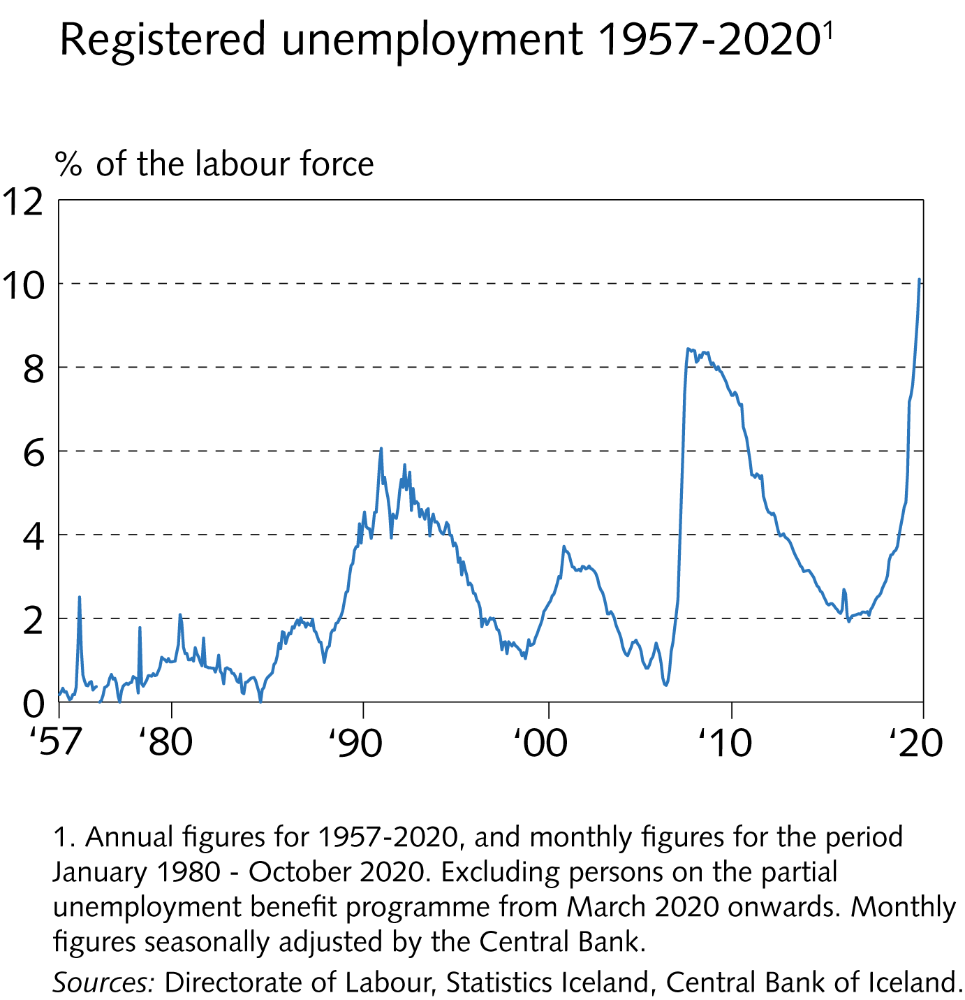 Registered unemployment 1957-2020¹
% of the labour force
12
10
8
6
4
2
0
‘57 ‘80 ‘90 ‘00 ‘10 ‘20
1. Annual figures for 1957-2020, and monthly figures for the period
January 1980 - October 2020. Excluding persons on the partial
unemployment benefit programme from March 2020 onwards. Monthly
figures seasonally adjusted by the Central Bank.
Sources: Directorate of Labour, Statistics Iceland, Central Bank of Iceland.